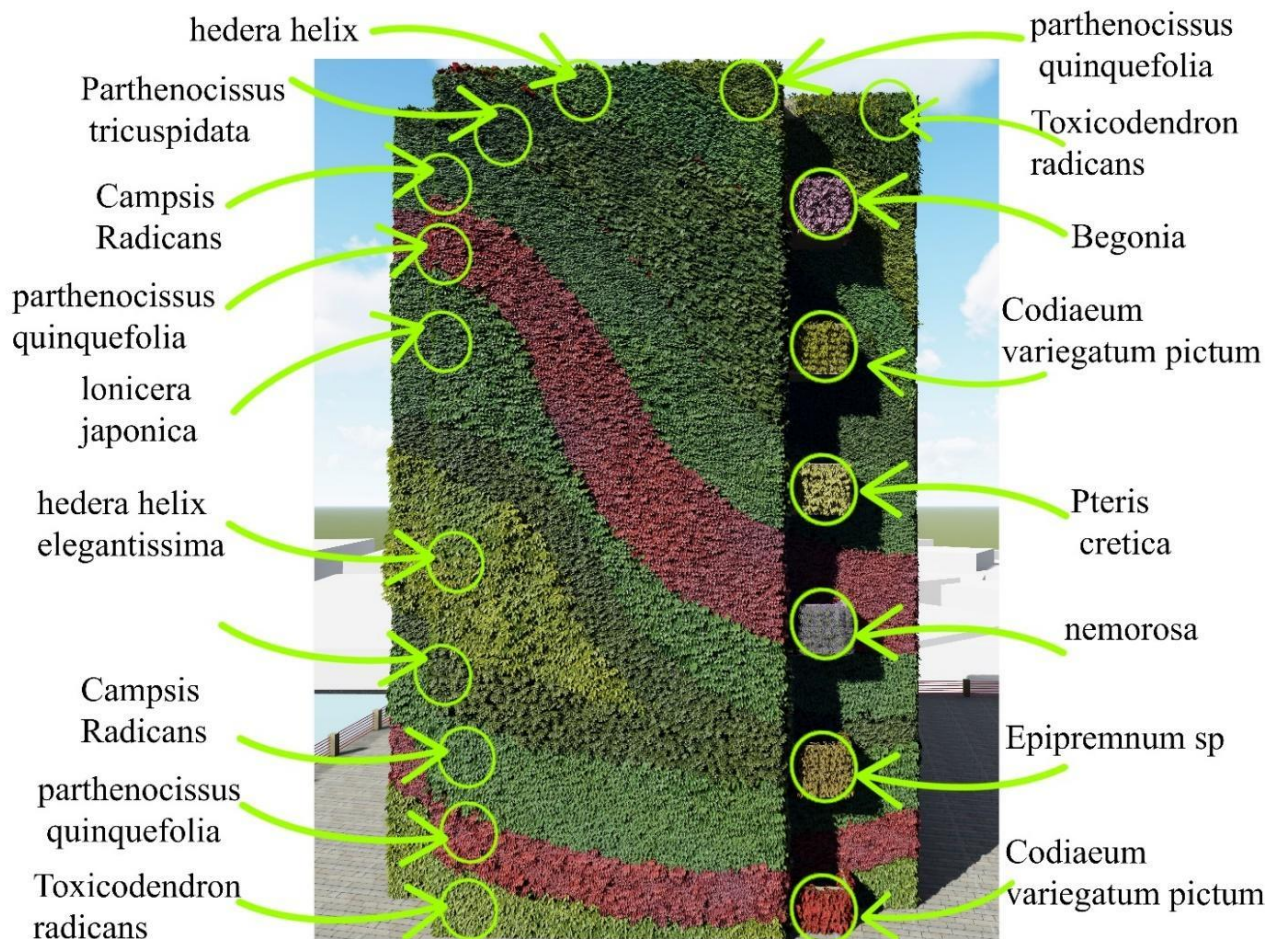 hedera helix
parthenocissus
quinquefolia
Parthenocissus
tricuspidata
Toxicodendron
radicans
Campsis
Radicans
Begonia
parthenocissus
quinquefolia
Codiaeum
variegatum pictum
lonicera
japonica
hedera helix
elegantissima
Pteris
cretica
nemorosa
Campsis
Radicans
Epipremnum sp
parthenocissus
quinquefolia
Codiaeum
variegatum pictum
Toxicodendron
radicans